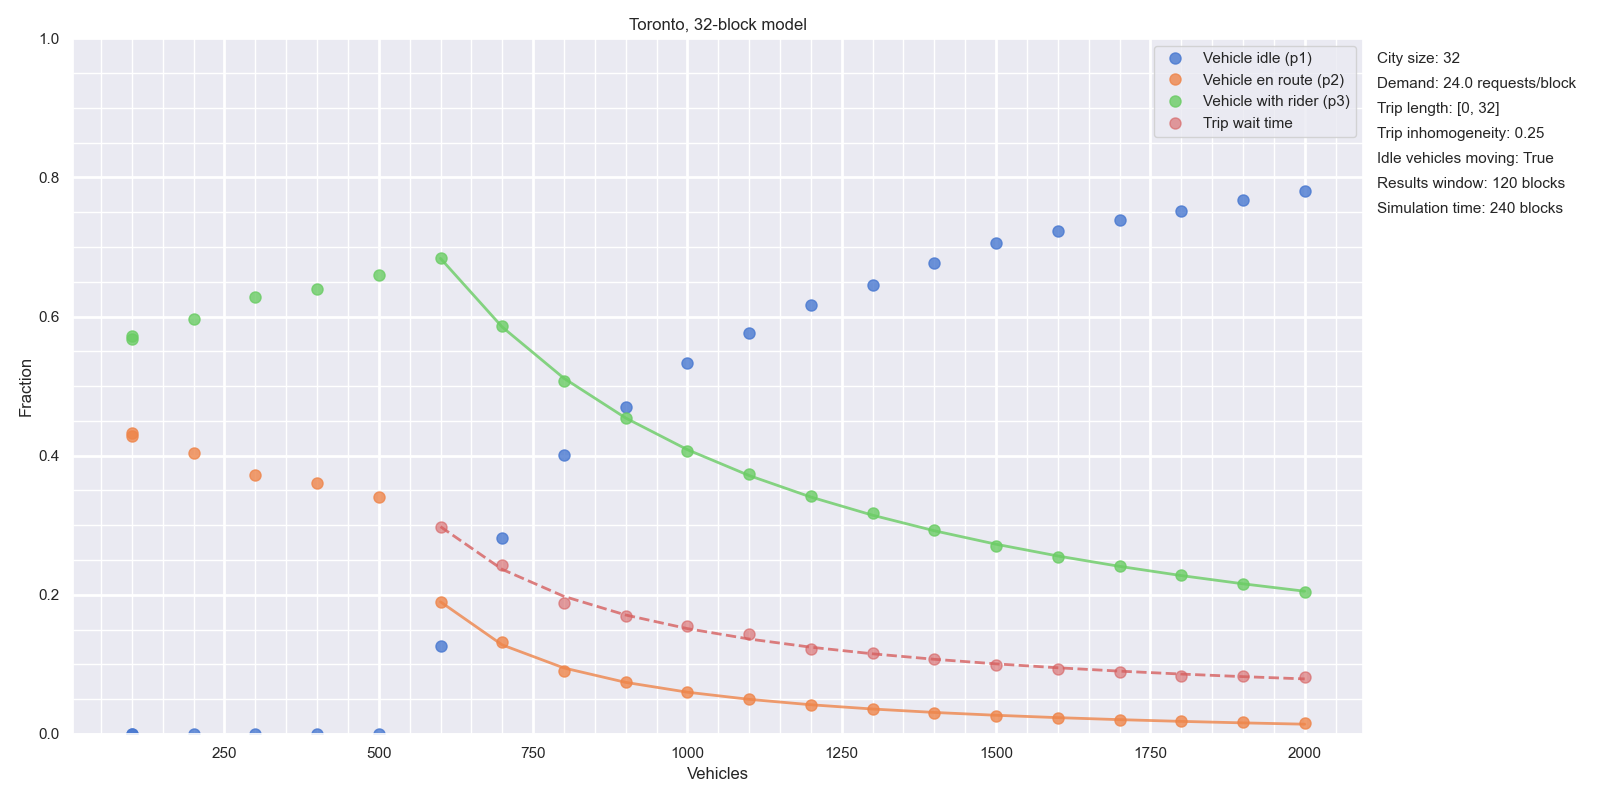 Toronto, 32-block model
1.0
0.8
0.6
0.4
0.2
0.0
Fraction
250
500
750
1000
1250
1500
1750
2000
Vehicles
Vehicle idle (p1)
Vehicle en route (p2)
Vehicle with rider (p3)
Trip wait time
City size: 32
Demand: 24.0 requests/block
Trip length: [0, 32]
Trip inhomogeneity: 0.25
Idle vehicles moving: True
Results window: 120 blocks
Simulation time: 240 blocks